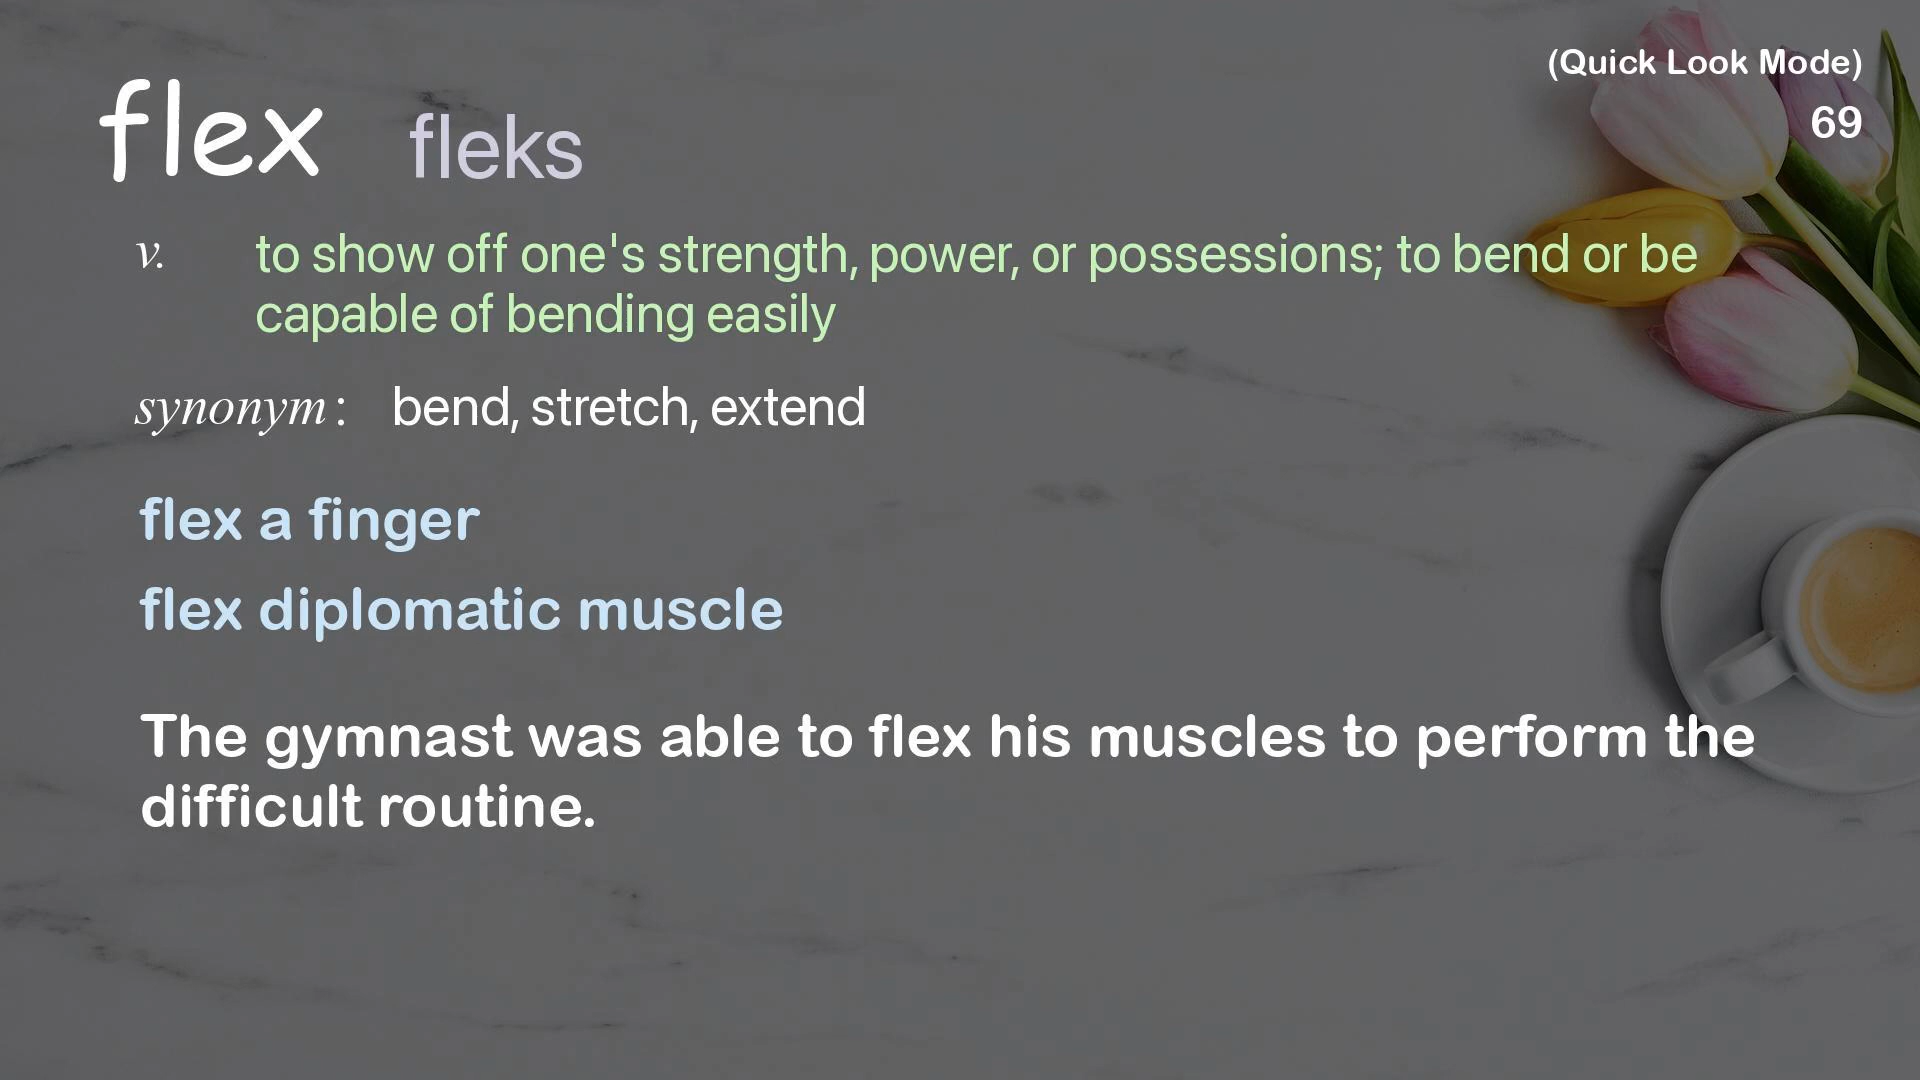 (Quick Look Mode)
69
flex fleks
v. to show off one's strength, power, or possessions; to bend or be
capable of bending easily
synonym: bend, stretch, extend
flex a finger
flex diplomatic muscle
The gymnast was able to flex his muscles to perform the
difficult routine.